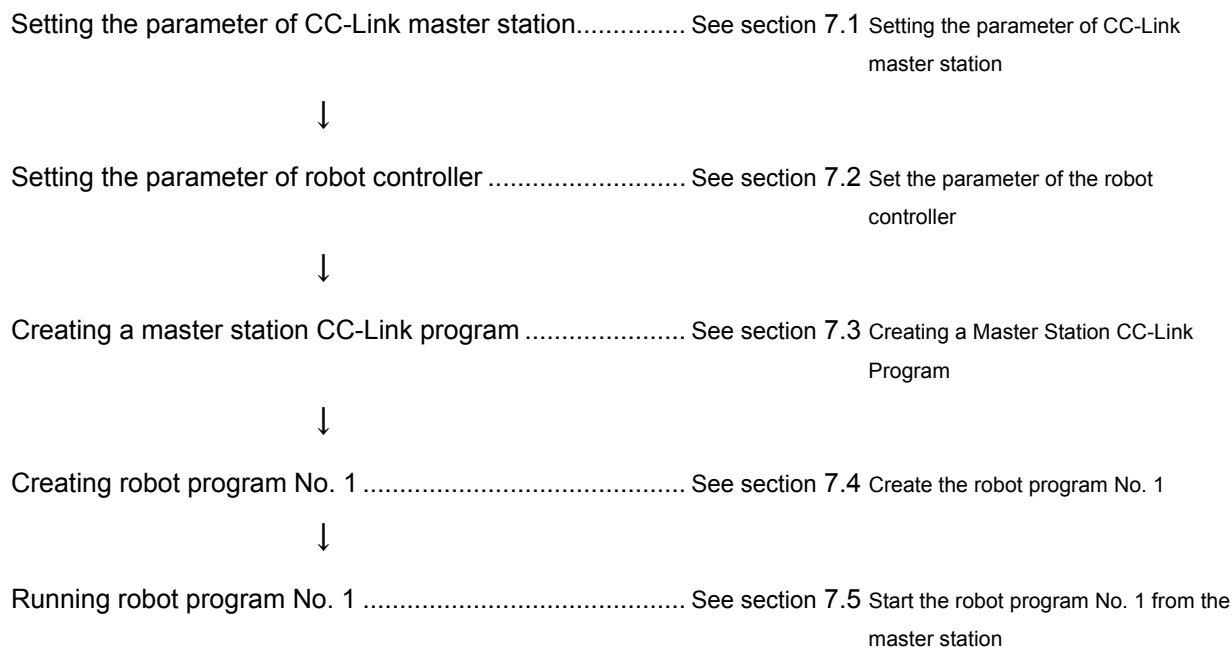 Setting the parameter of CC-Link master station............... See section 7.1 Setting the parameter of CC-Link
master station
↓
Setting the parameter of robot controller ........................... See section 7.2 Set the parameter of the robot
controller
↓
Creating a master station CC-Link program ...................... See section 7.3 Creating a Master Station CC-Link
Program
↓
Creating robot program No. 1 ............................................ See section 7.4 Create the robot program No. 1
↓
Running robot program No. 1 ............................................ See section 7.5 Start the robot program No. 1 from the
master station